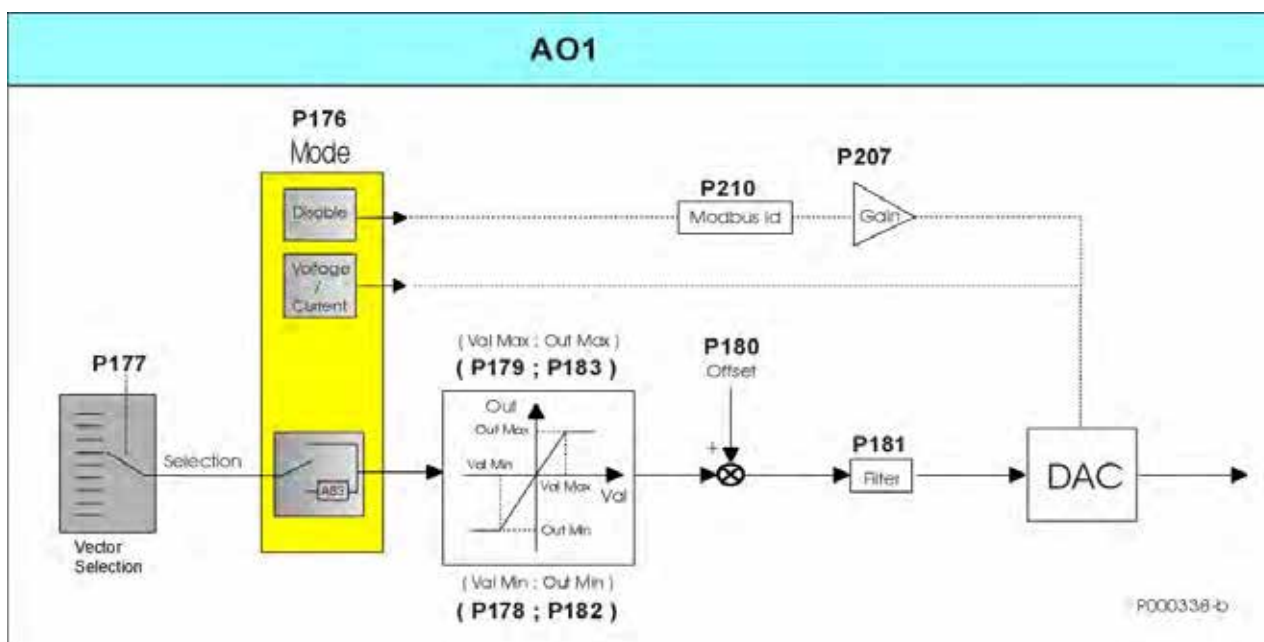 AO1
P176
Mode
P207
P210
Disable
Modbus id
Gain
Voltage
/
Current
( Val Max ; Out Max )
( P179 ; P183 )
P180
Offset
P177
Out
Out Max
P181
+
Selection
Val Min
Filter
DAC
Val Max
Val
ABS
Out Min
Vector
Selection
( Val Min ; Out Min )
( P178 ; P182 )
P000338-b